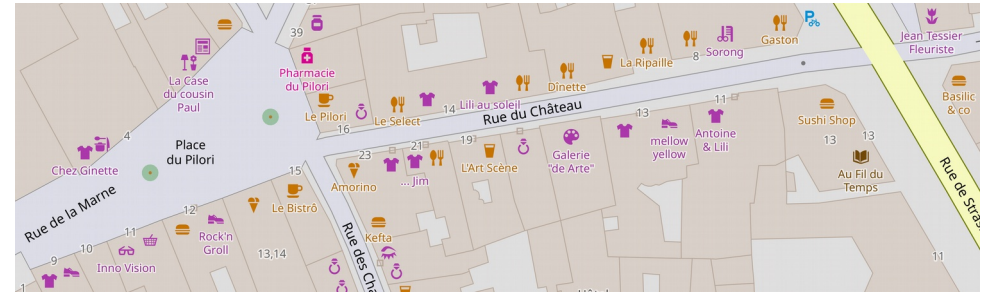 39
Pharmacie
du Pilori
La Case
du cousin
Paul
Le Pilori
Le Select
Lili au soleil
Dînette
La Ripaille
8
Sorong
Gaston
Jean Tessier
Fleuriste
Basilic
& co
14
16
Rue du Château
11
13
4
Place
du Pilori
Chez Ginette
Rue de la Marne
23
21
19
Amorino
... Jim
L'Art Scène
Galerie
"de Arte"
mellow
yellow
Antoine
& Lili
Sushi Shop
13
13
Au Fil du
Temps
15
Le Bistrô
12
Rock'n
Groll
11
10
9
Inno Vision
13,14
Kefta
Rue des Cha
Rue de Stras
11
1